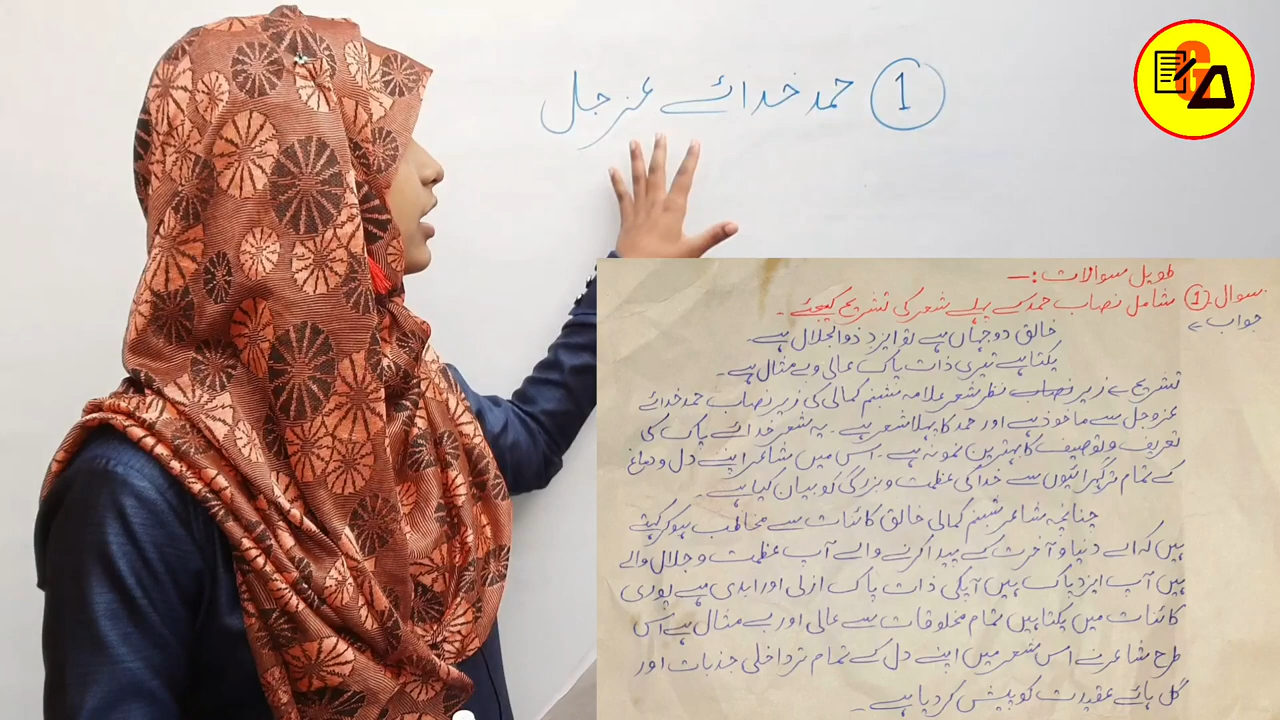 ① حمد خدائے عز جل
طویل سوالات :-
سوال ① شامل نصاب حمد کے پہلے شعر کی تشریح کیجئے ۔
جواب
خالق دو جہاں ہے تو ایزد ذوالجلال ہے۔
یکتا ہے تیری ذات پاک عالی و بے مثال ہے ۔
تشریح زیر نصاب نظر شعر علامہ شبنم کمالی کی زیر نصاب حمد خدائے
عزوجل سے ماخوذ ہے اور حمد کا پہلا شعر ہے ۔ یہ شعر خدائے پاک کی
تعریف و توصیف کا بہترین نمونہ ہے ۔ اس میں شاعر اپنے دل و دماغ
کے تمام تر گہرائیوں سے خدا کی عظمت و بزرگی کو بیان کیا ہے ۔
چنانچہ شاعر شبنم کمالی خالق کائنات سے مخاطب ہو کر کہتے
ہیں کہ اے دنیا و آخرت کے پیدا کرنے والے آپ عظمت و جلال والے
ہیں آپ ایزد پاک ہیں آپکی ذات پاک ازلی اور ابدی ہے پوری
کائنات میں یکتا ہیں تمام مخلوقات سے عالی اور بے مثال ہے اس
طرح شاعر نے اس شعر میں اپنے دل کے تمام تر داخلی جذبات اور
گل ہائے عقیدت کو پیش کر دیا ہے ۔